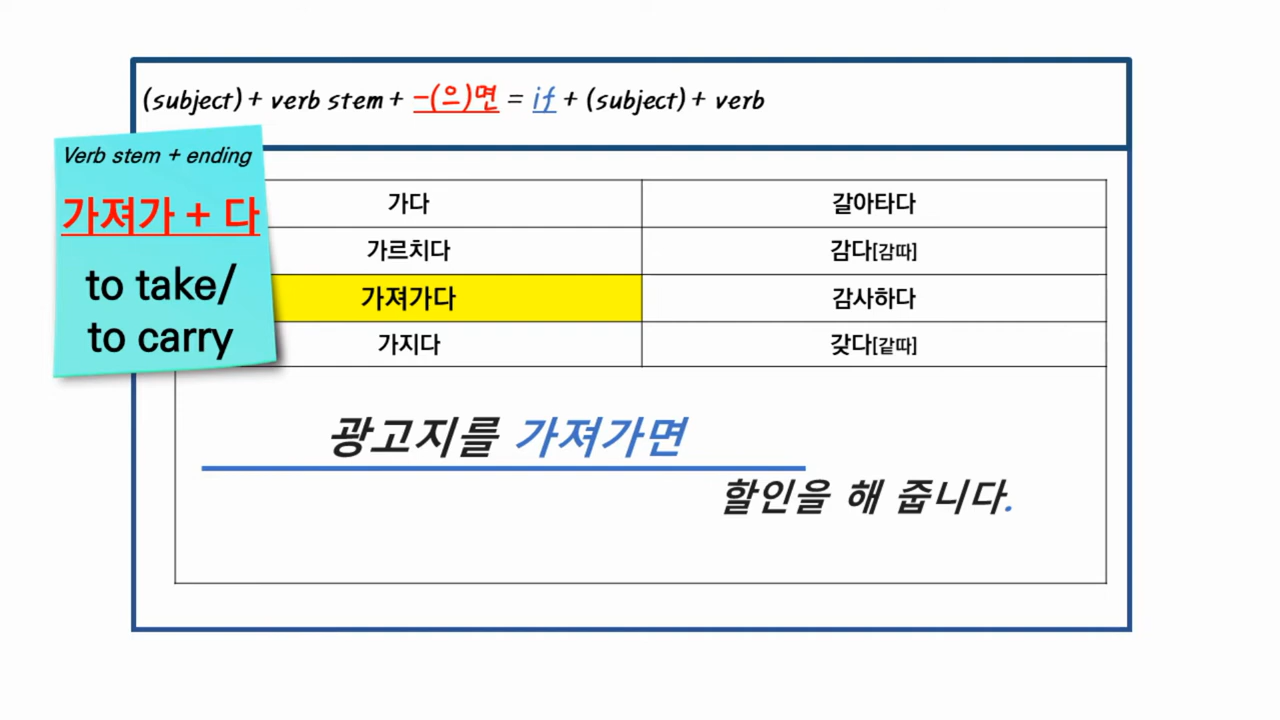 (subject) + verb stem + -(으)면 = if + (subject) + verb
Verb stem + ending
가져가 + 다
to take/
to carry
가다 갈아타다
가르치다 감다[감따]
가져가다 감사하다
가지다 갖다[같따]
광고지를 가져가면
할인을 해 줍니다.